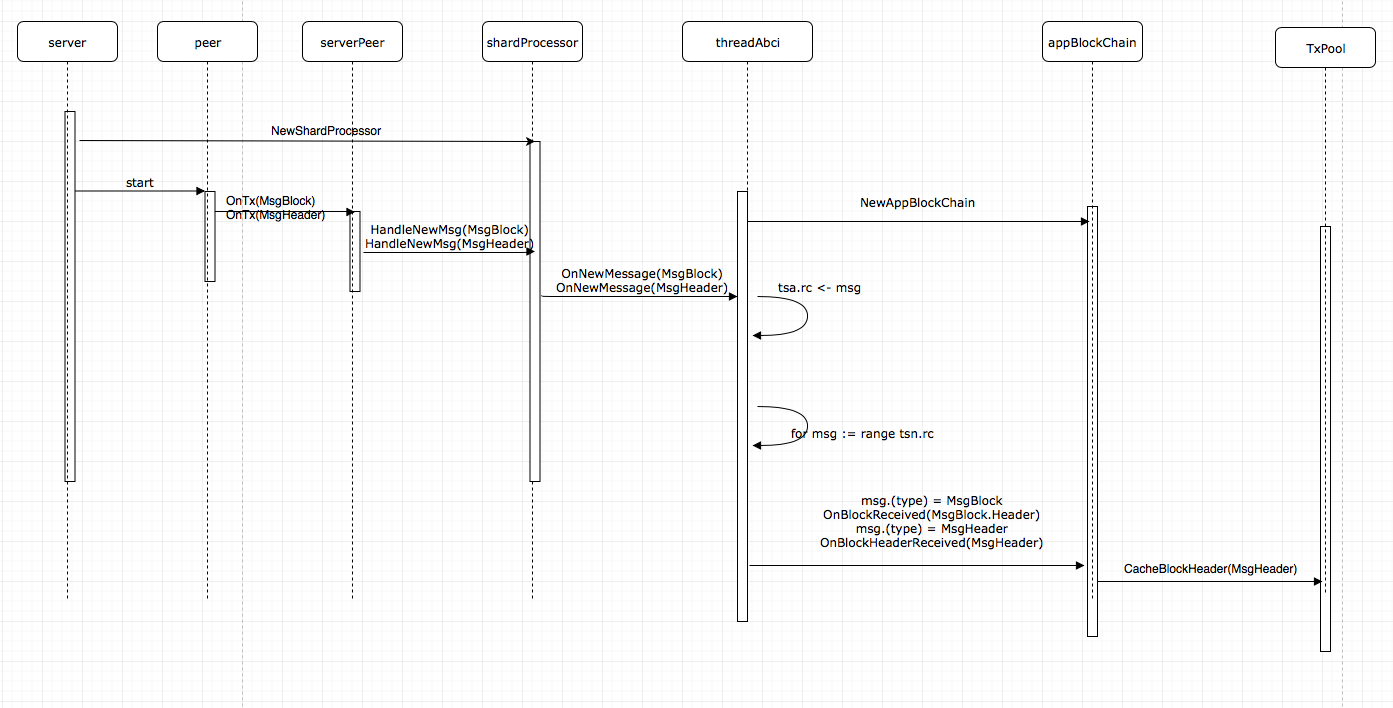 server
peer
serverPeer
shardProcessor
threadAbci
appBlockChain
TxPool
NewShardProcessor
start
OnTx(MsgBlock)
OnTx(MsgHeader)
NewAppBlockChain
HandleNewMsg(MsgBlock)
HandleNewMsg(MsgHeader)
OnNewMessage(MsgBlock)
OnNewMessage(MsgHeader)
tsa.rc <- msg
for msg := range tsn.rc
msg.(type) = MsgBlock
OnBlockReceived(MsgBlock.Header)
msg.(type) = MsgHeader
OnBlockHeaderReceived(MsgHeader)
CacheBlockHeader(MsgHeader)